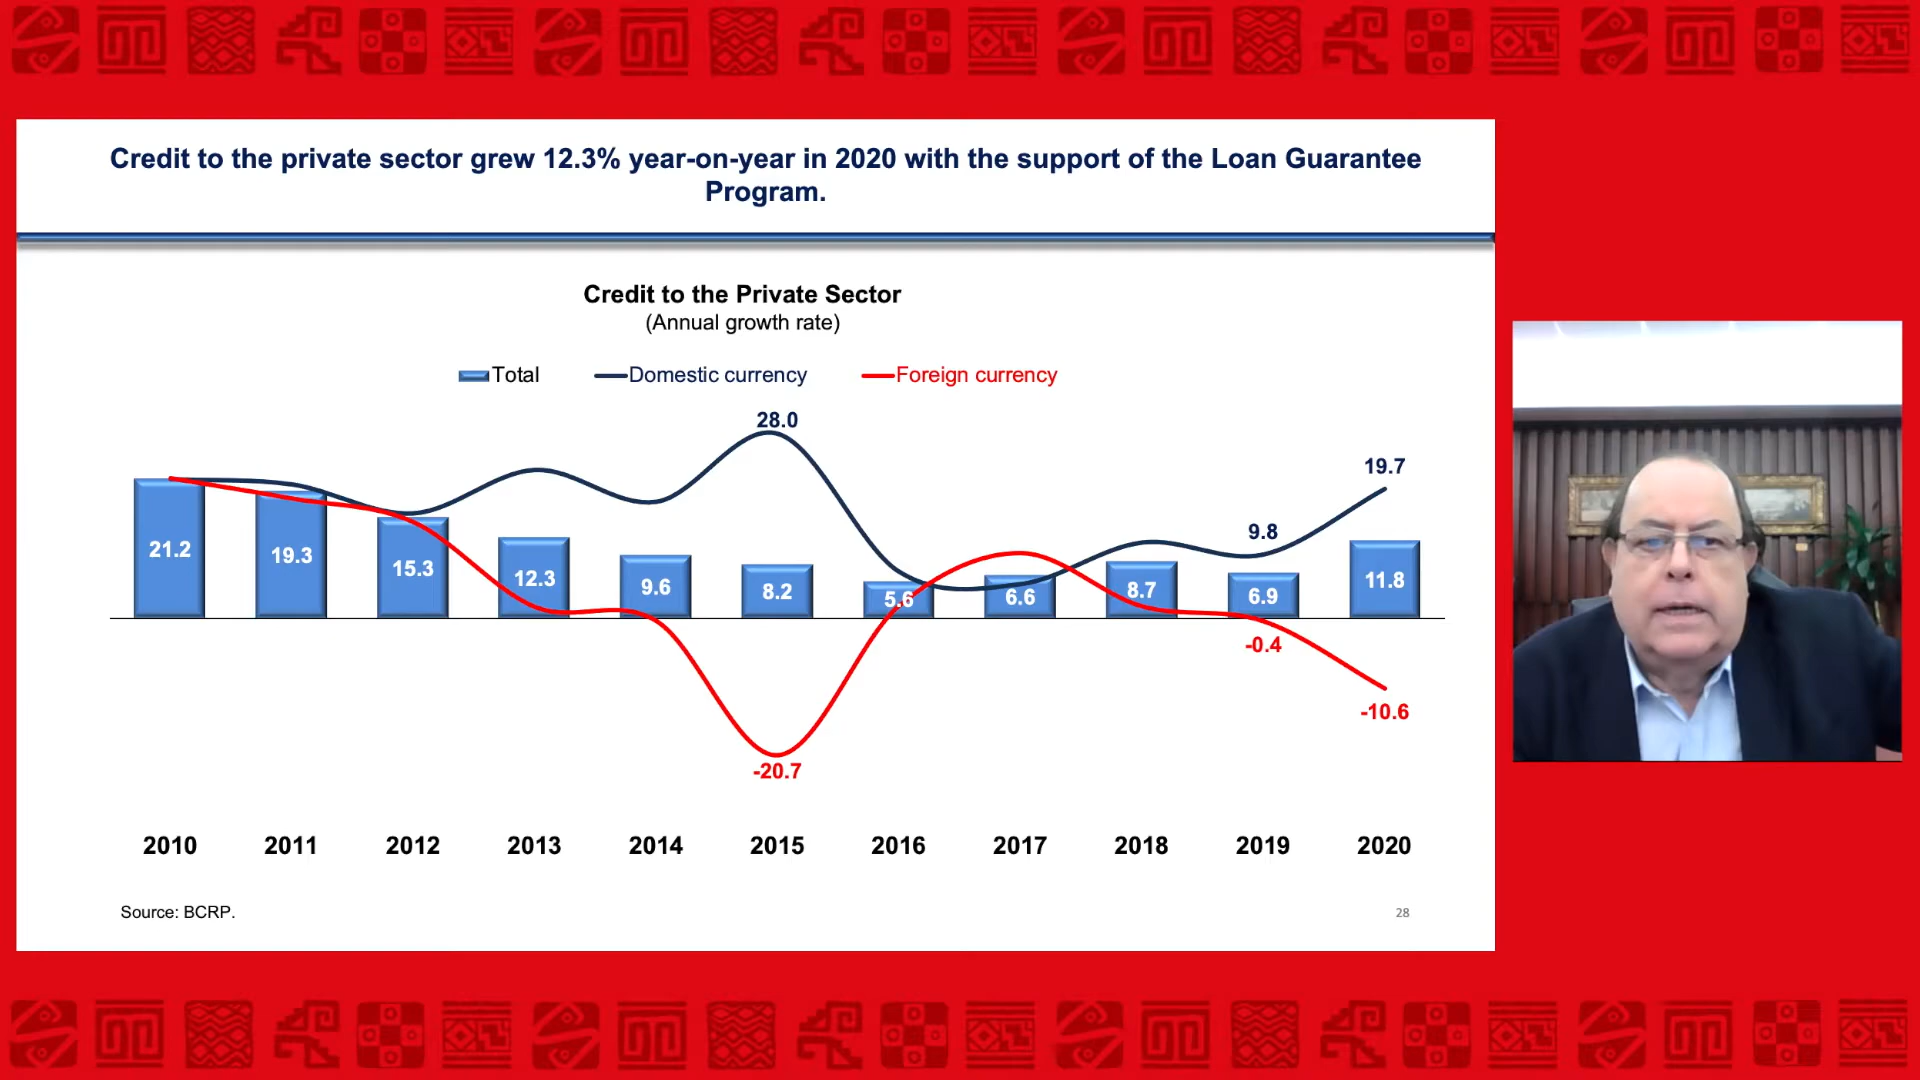 Credit to the private sector grew 12.3% year-on-year in 2020 with the support of the Loan Guarantee
Program.
Credit to the Private Sector
(Annual growth rate)
Total Domestic currency Foreign currency
28.0
19.7
9.8
21.2 19.3 15.3 12.3 9.6 8.2 5.6 6.6 8.7 6.9 11.8
-0.4
-10.6
-20.7
2010 2011 2012 2013 2014 2015 2016 2017 2018 2019 2020
Source: BCRP.
28